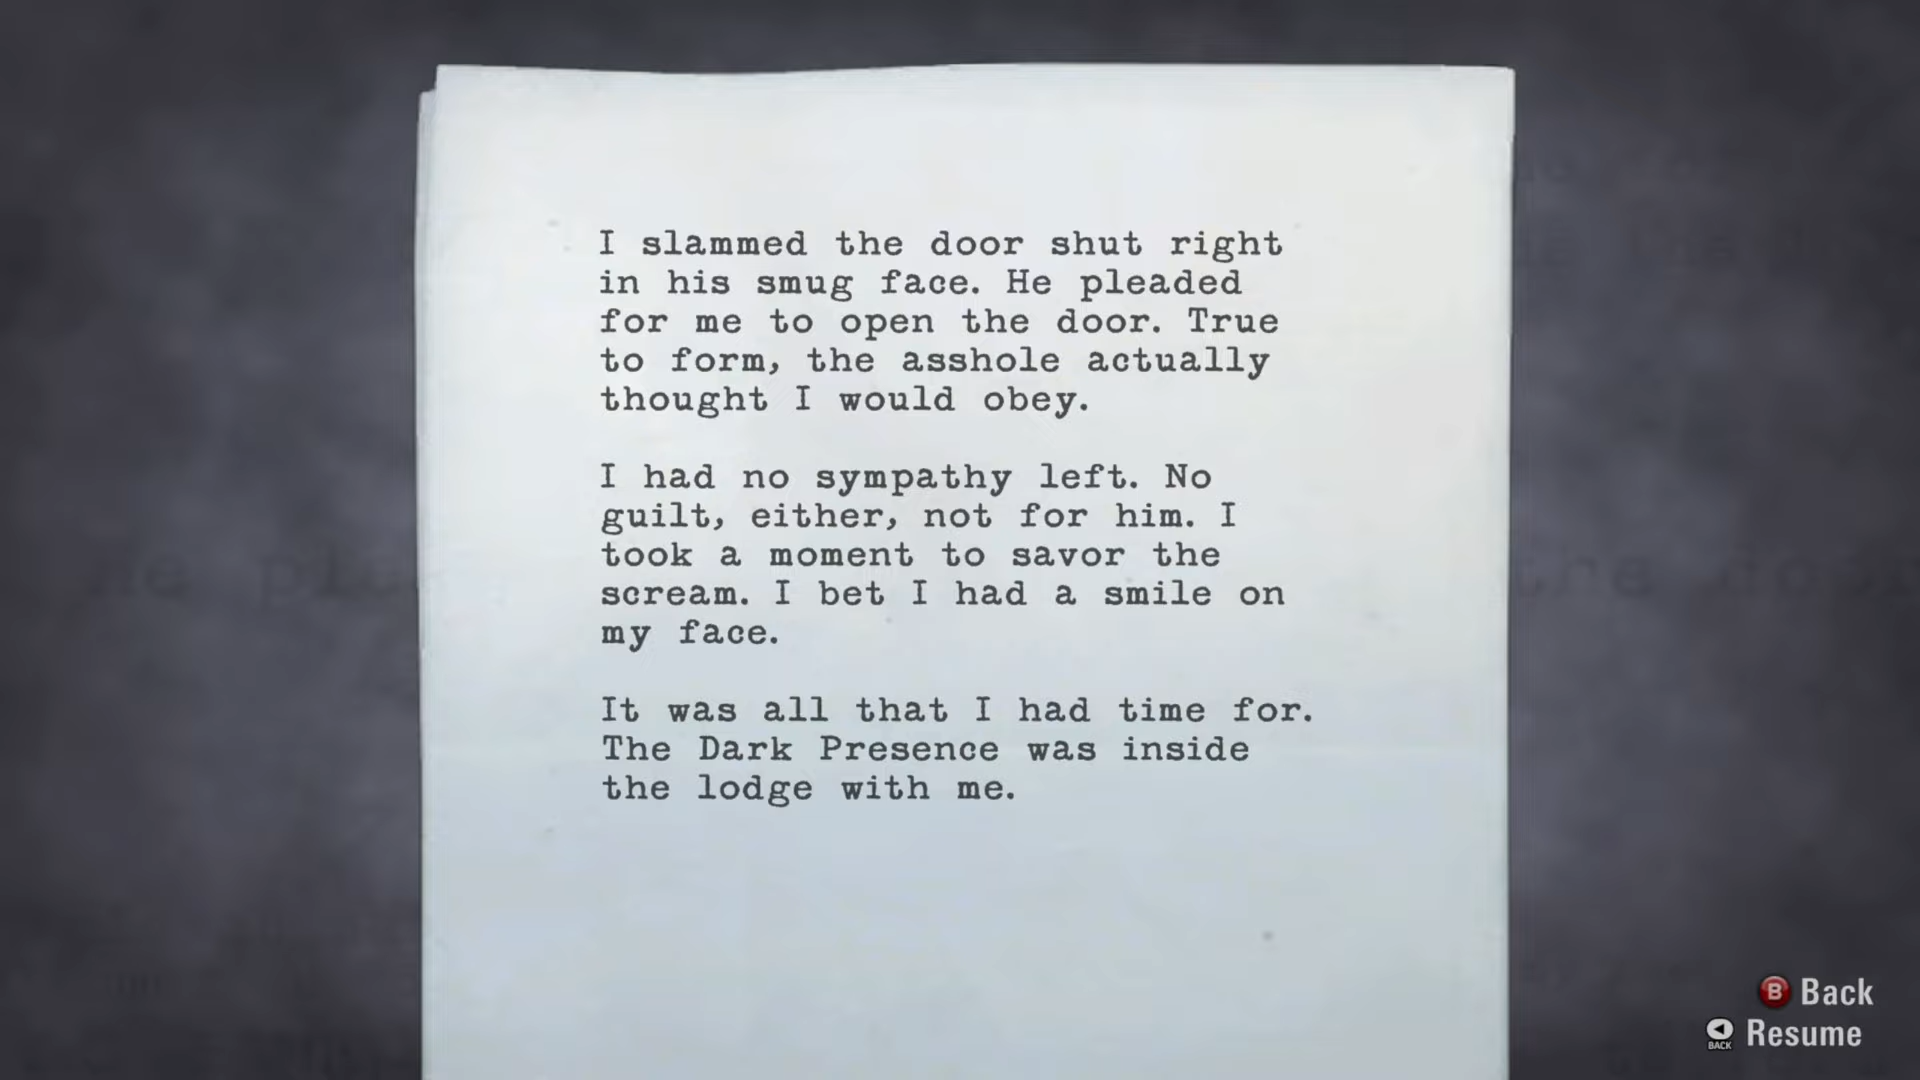 I slammed the door shut right
in his smug face. He pleaded
for me to open the door. True
to form, the asshole actually
thought I would obey.
I had no sympathy left. No
guilt, either, not for him. I
took a moment to savor the
scream. I bet I had a smile on
my face.
It was all that I had time for.
The Dark Presence was inside
the lodge with me.
B Back
BACK Resume